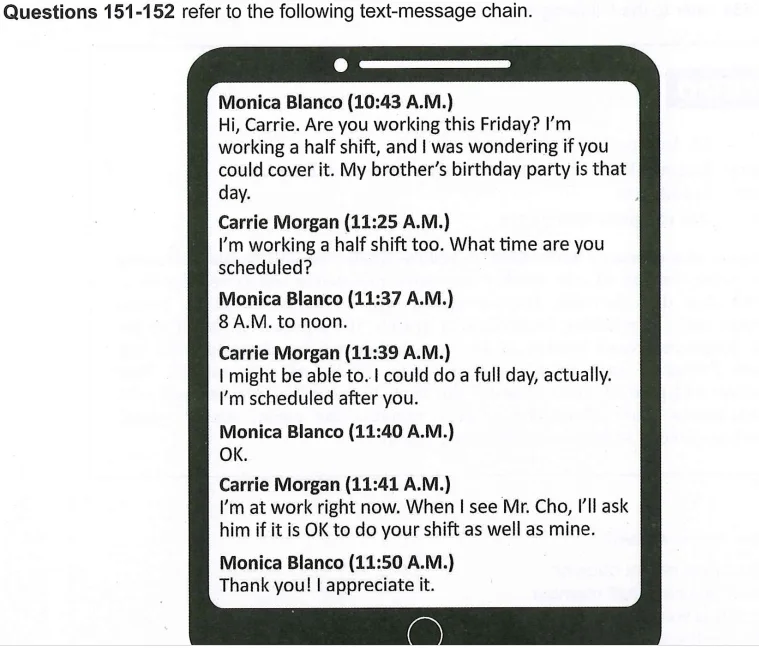 Questions 151-152 refer to the following text-message chain.
Monica Blanco (10:43 A.M.)
Hi, Carrie. Are you working this Friday? I'm
working a half shift, and I was wondering if you
could cover it. My brother's birthday party is that
day.
Carrie Morgan (11:25 A.M.)
I'm working a half shift too. What time are you
scheduled?
Monica Blanco (11:37 A.M.)
8 A.M. to noon.
Carrie Morgan (11:39 A.M.)
I might be able to. I could do a full day, actually.
I'm scheduled after you.
Monica Blanco (11:40 A.M.)
OK.
Carrie Morgan (11:41 A.M.)
I'm at work right now. When I see Mr. Cho, I'll ask
him if it is OK to do your shift as well as mine.
Monica Blanco (11:50 A.M.)
Thank you! I appreciate it.